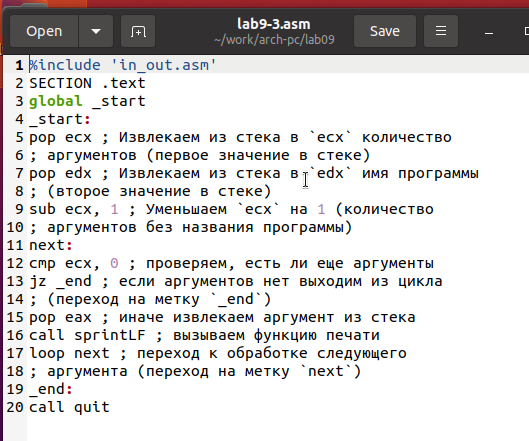 Open
lab9-3.asm
~/work/arch-pc/lab09
Save
1 %include 'in_out.asm'
2 SECTION .text
3 global _start
4 _start:
5 pop ecx ; Извлекаем из стека в `ecx` количество
6 ; аргументов (первое значение в стеке)
7 pop edx ; Извлекаем из стека в `edx` имя программы
8 ; (второе значение в стеке)
9 sub ecx, 1 ; Уменьшаем `ecx` на 1 (количество
10 ; аргументов без названия программы)
11 next:
12 cmp ecx, 0 ; проверяем, есть ли еще аргументы
13 jz _end ; если аргументов нет выходим из цикла
14 ; (переход на метку `_end`)
15 pop eax ; иначе извлекаем аргумент из стека
16 call sprintLF ; вызываем функцию печати
17 loop next ; переход к обработке следующего
18 ; аргумента (переход на метку `next`)
19 _end:
20 call quit